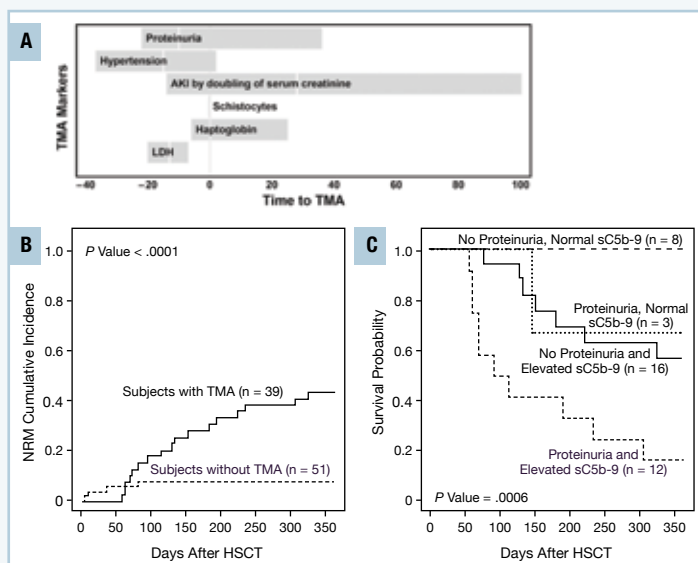 A
TMA Markers
Proteinuria
Hypertension
AKI by doubling of serum creatinine
Schistocytes
Haptoglobin
LDH
−40 −20 0 20 40 60 80 100
Time to TMA
B
P Value < .0001
NRM Cumulative Incidence
1.0
0.8
0.6
0.4
0.2
0
Subjects with TMA (n = 39)
Subjects without TMA (n = 51)
0 50 100 150 200 250 300 350
Days After HSCT
C
Survival Probability
1.0
0.8
0.6
0.4
0.2
0
No Proteinuria, Normal sC5b-9 (n = 8)
Proteinuria, Normal
sC5b-9 (n = 3)
No Proteinuria and
Elevated sC5b-9 (n = 16)
Proteinuria and
Elevated sC5b-9 (n = 12)
P Value = .0006
0 50 100 150 200 250 300 350
Days After HSCT